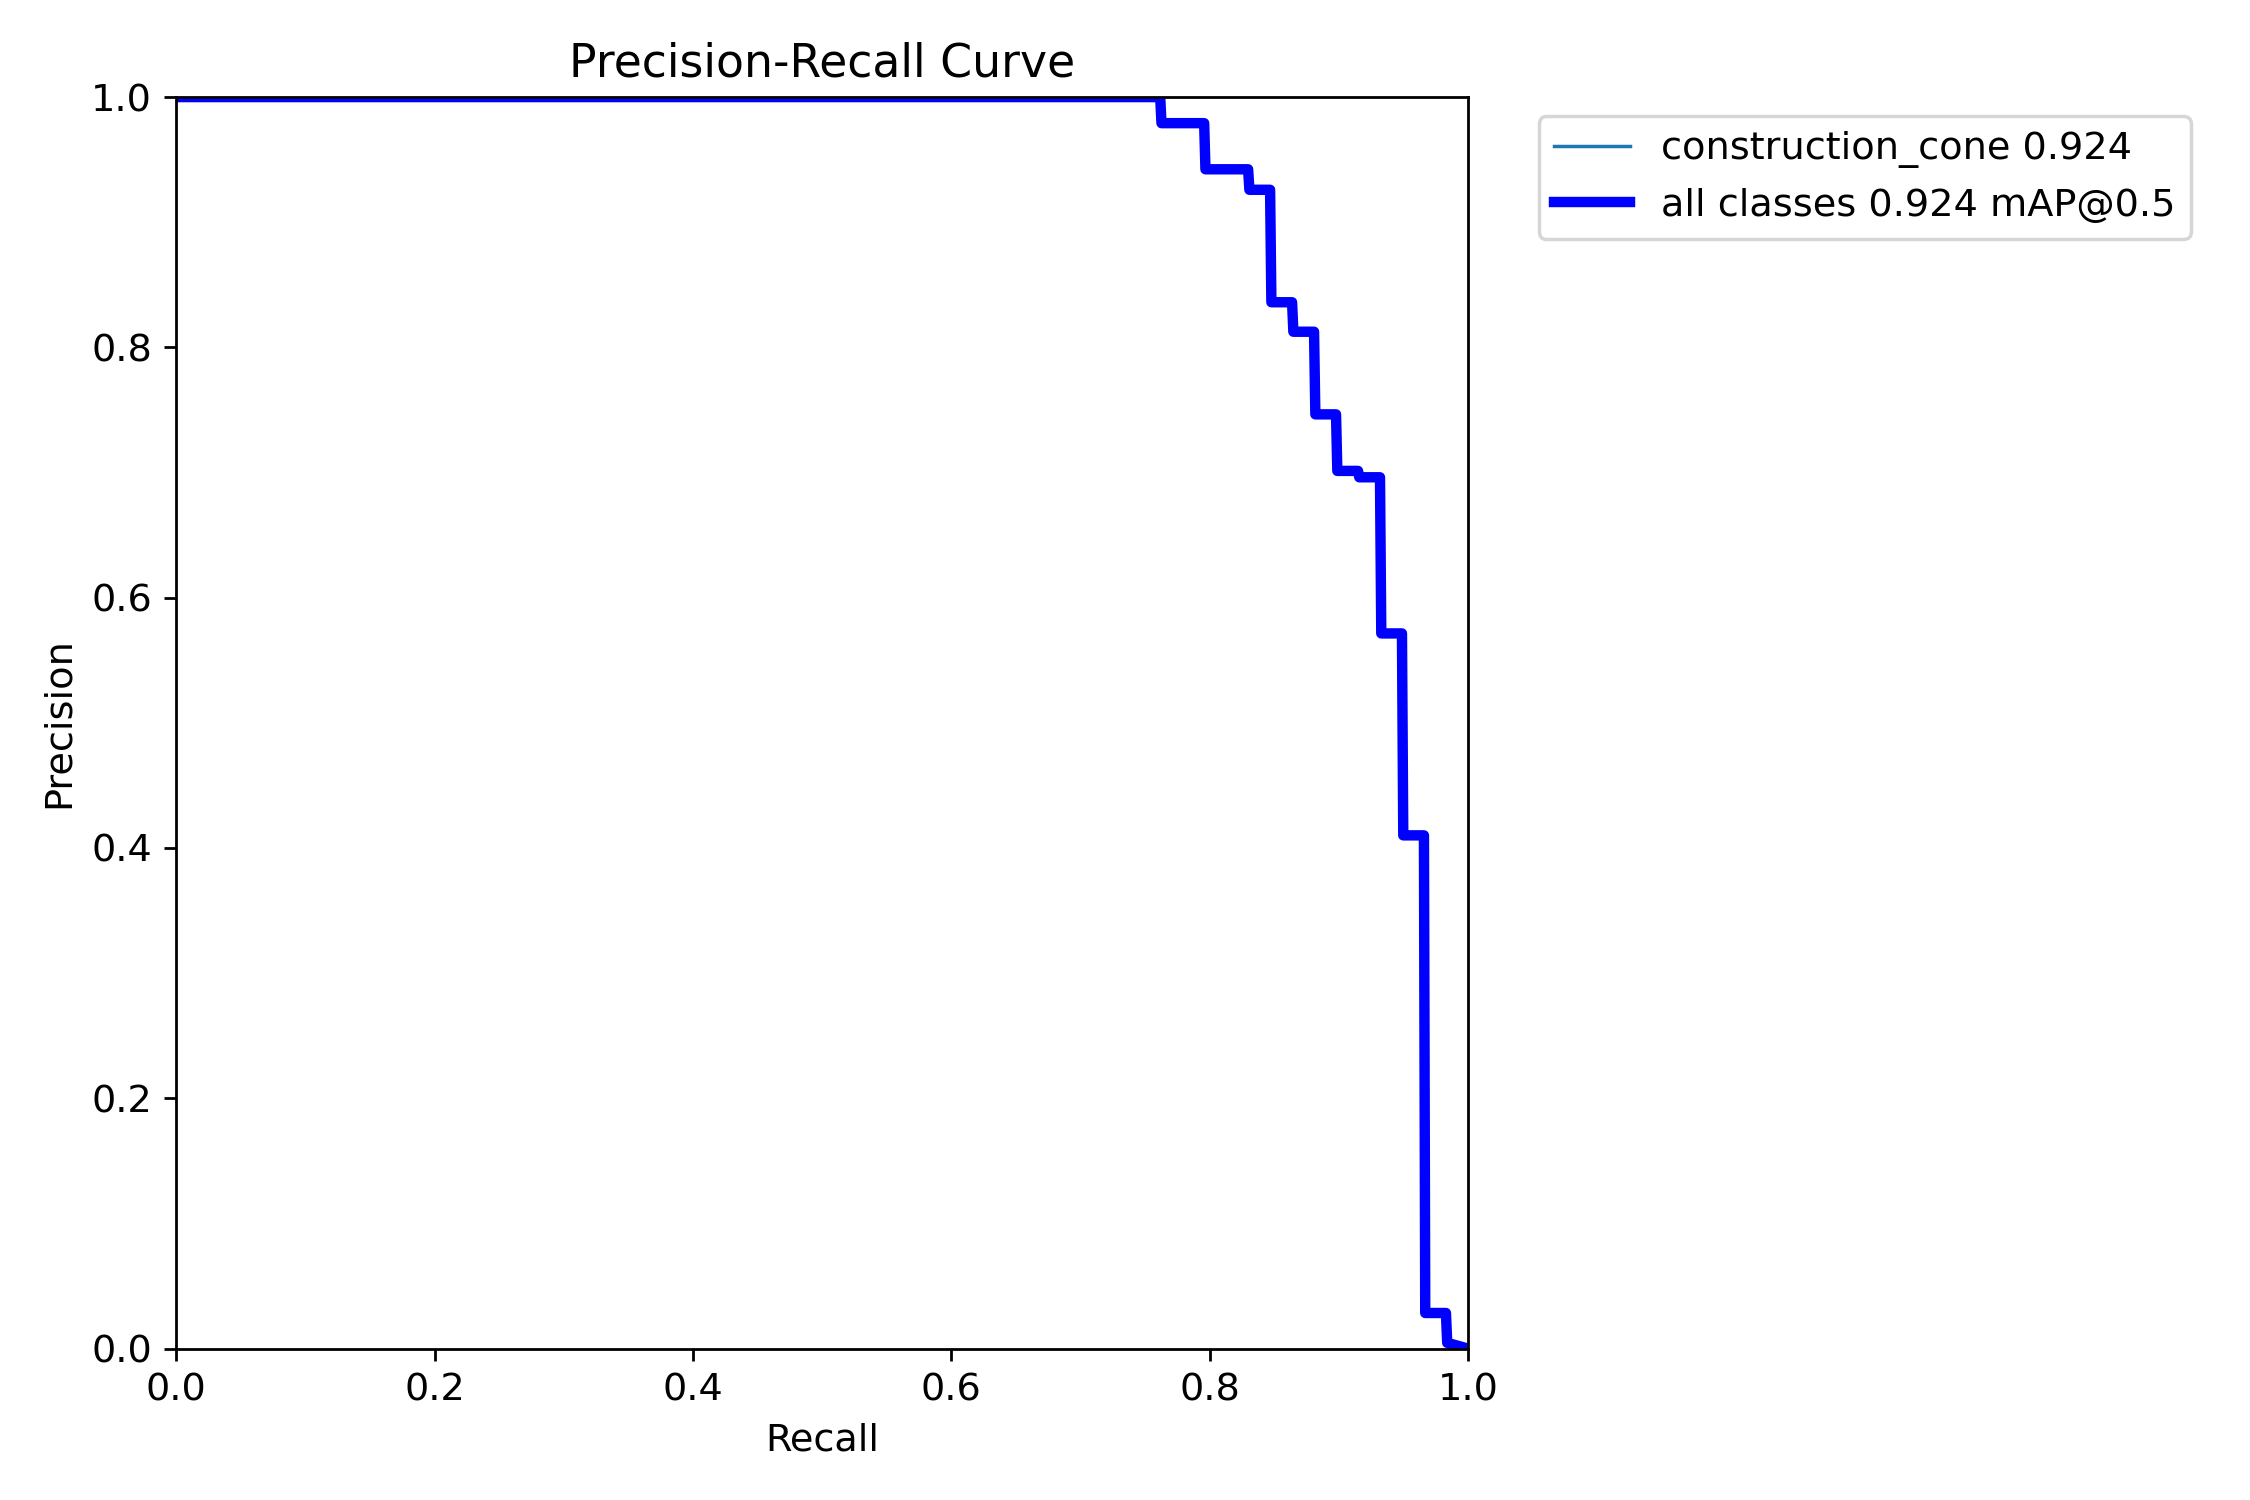 Precision-Recall Curve
1.0
0.8
0.6
0.4
0.2
0.0
Precision
0.0 0.2 0.4 0.6 0.8 1.0
Recall
construction_cone 0.924
all classes 0.924 mAP@0.5